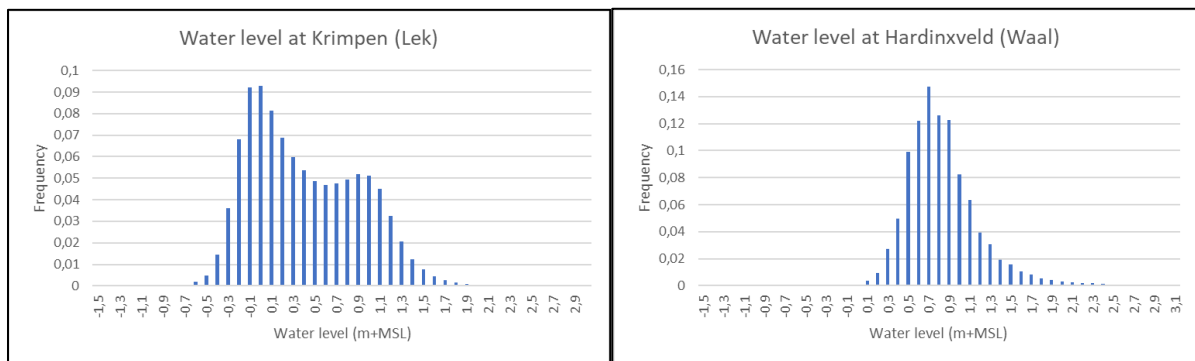 Water level at Krimpen (Lek)
0,1
0,09
0,08
0,07
0,06
0,05
0,04
0,03
0,02
0,01
0
Frequency
-1,5 -1,3 -1,1 -0,9 -0,7 -0,5 -0,3 -0,1 0,1 0,3 0,5 0,7 0,9 1,1 1,3 1,5 1,7 1,9 2,1 2,3 2,5 2,7 2,9
Water level (m+MSL)
Water level at Hardinxveld (Waal)
0,16
0,14
0,12
0,1
0,08
0,06
0,04
0,02
0
Frequency
-1,5 -1,3 -1,1 -0,9 -0,7 -0,5 -0,3 -0,1 0,1 0,3 0,5 0,7 0,9 1,1 1,3 1,5 1,7 1,9 2,1 2,3 2,5 2,7 2,9 3,1
Water level (m+MSL)